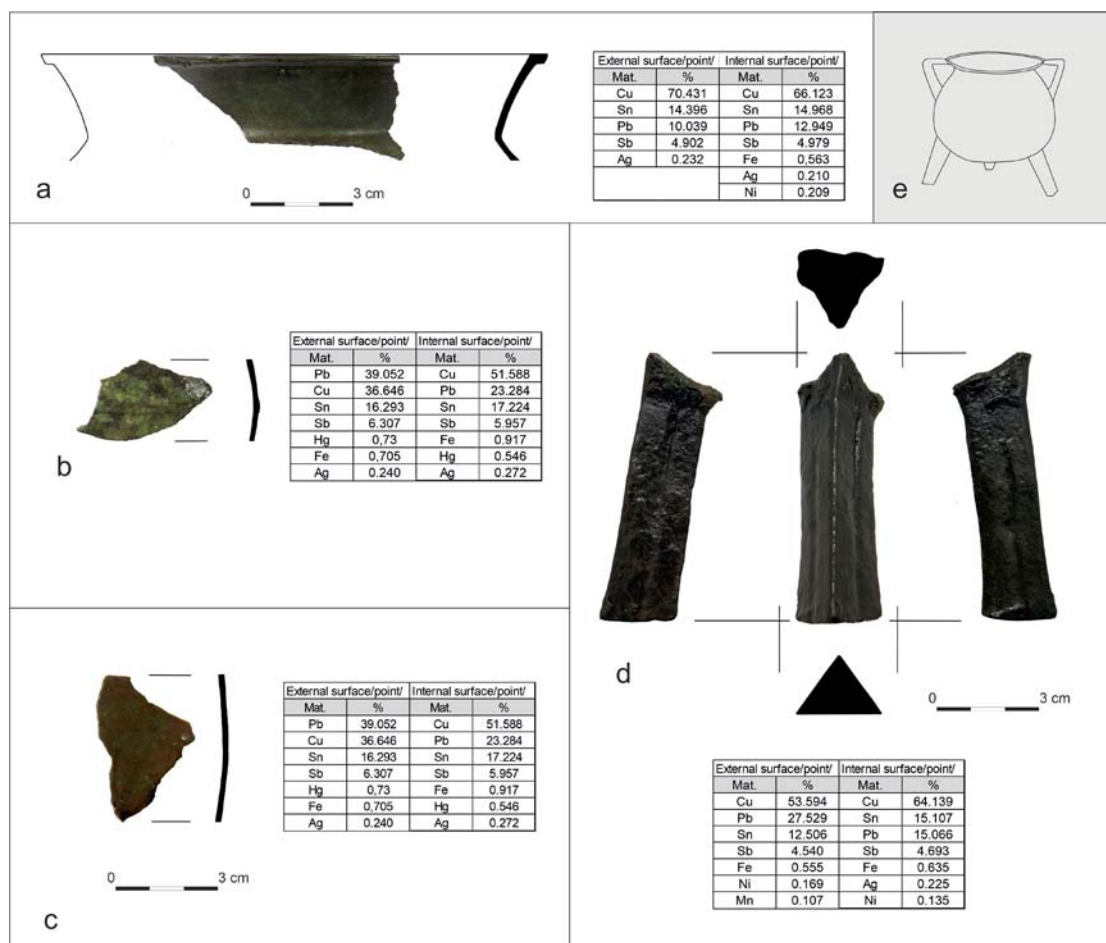 External surface/point/ Internal surface/point/
Mat. % Mat. %
Cu 70.431 Cu 66.123
Sn 14.396 Sn 14.968
Pb 10.039 Pb 12.949
Sb 4.902 Sb 4.979
Ag 0.232 Fe 0,563
Ag 0.210
Ni 0.209
0 3 cm
a
e
External surface/point/ Internal surface/point/
Mat. % Mat. %
Pb 39.052 Cu 51.588
Cu 36.646 Pb 23.284
Sn 16.293 Sn 17.224
Sb 6.307 Sb 5.957
Hg 0,73 Fe 0.917
Fe 0,705 Hg 0.546
Ag 0.240 Ag 0.272
b
External surface/point/ Internal surface/point/
Mat. % Mat. %
Pb 39.052 Cu 51.588
Cu 36.646 Pb 23.284
Sn 16.293 Sn 17.224
Sb 6.307 Sb 5.957
Hg 0,73 Fe 0.917
Fe 0,705 Hg 0.546
Ag 0.240 Ag 0.272
0 3 cm
c
d
0 3 cm
External surface/point/ Internal surface/point/
Mat. % Mat. %
Cu 53.594 Cu 64.139
Pb 27.529 Sn 15.107
Sn 12.506 Pb 15.066
Sb 4.540 Sb 4.693
Fe 0.555 Fe 0.635
Ni 0.169 Ag 0.225
Mn 0.107 Ni 0.135